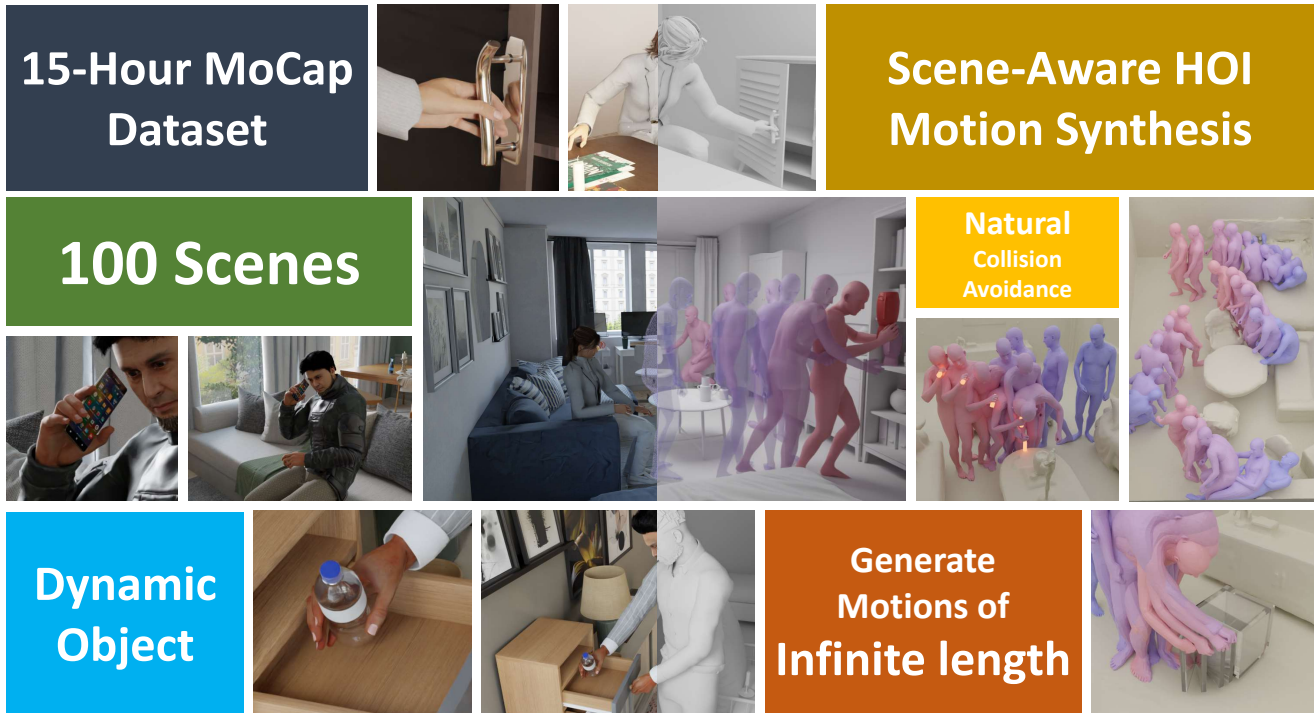 15-Hour MoCap
Dataset
Scene-Aware HOI
Motion Synthesis
100 Scenes
Natural
Collision
Avoidance
Dynamic
Object
Generate
Motions of
Infinite length